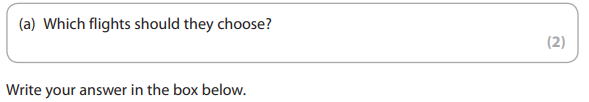 (a) Which flights should they choose?
(2)
Write your answer in the box below.